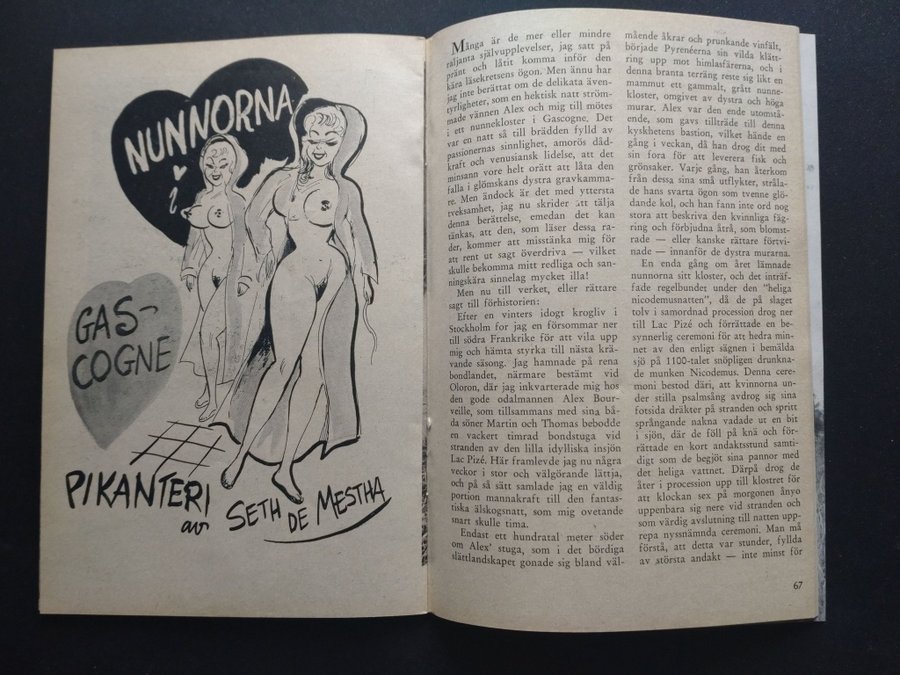 NUNNORNA
i
GAS-
COGNE
PIKANTERI
av SETH DE MESTHA
Många är de mer eller mindre
raljanta självupplevelser, jag satt på
pränt och låtit komma inför den
kära läsekretsens ögon. Men ännu har
jag inte berättat om de delikata även-
tyrligheter, som en hektisk natt ström-
made vännen Alex och mig till mötes
i ett nunnekloster i Gascogne. Det
var en natt så till brädden fylld av
passionernas sinnlighet, amorös dåd-
kraft och venusiansk lidelse, att det
minsann vore helt orätt att låta den
falla i glömskans dystra gravkamma-
re. Men ändock är det med yttersta
tveksamhet, jag nu skrider att tälja
denna berättelse, emedan det kan
tänkas, att den, som läser dessa ra-
der, kommer att misstänka mig för
att rent ut sagt överdriva — vilket
skulle bekomma mitt redliga och san-
ningskära sinnelag mycket illa!
Men nu till verket, eller rättare
sagt till förhistorien:
Efter en vinters idogt krogliv i
Stockholm for jag en försommar ner
till södra Frankrike för att vila upp
mig och hämta styrka till nästa krä-
vande säsong. Jag hamnade på rena
bondlandet, närmare bestämt vid
Oloron, där jag inkvarterade mig hos
den gode odalmannen Alex Bour-
veille, som tillsammans med sina bå-
da söner Martin och Thomas bebodde
en vackert timrad bondstuga vid
stranden av den lilla idylliska insjön
Lac Pizé. Här framlevde jag nu några
veckor i stor och välgörande lättja,
och på så sätt samlade jag en väldig
portion mannakraft till den fantas-
tiska älskogsnatt, som mig ovetande
snart skulle tima.
Endast ett hundratal meter söder
om Alex' stuga, som i det bördiga
slättlandskapet gonade sig bland väl-
mående åkrar och prunkande vinfält,
började Pyrenéerna sin vilda klätt-
ring upp mot himlasfärerna, och i
denna branta terräng reste sig likt en
mammut ett gammalt, grått nunne-
kloster, omgivet av dystra och höga
murar. Alex var den ende utomstå-
ende, som gavs tillträde till denna
kyskhetens bastion, vilket hände en
gång i veckan, då han drog dit med
sin fora för att leverera fisk och
grönsaker. Varje gång, han återkom
från dessa sina små utflykter, stråla-
de hans svarta ögon som tvenne glö-
dande kol, och han fann inte ord nog
stora att beskriva den kvinnliga fäg-
ring och förbjudna åtrå, som blomst-
rade — eller kanske rättare förtvi-
nade — innanför de dystra murarna.
En enda gång om året lämnade
nunnorna sitt kloster, och det inträf-
fade regelbundet under den "heliga
nicodemusnatten", då de på slaget
tolv i samordnad procession drog ner
till Lac Pizé och förrättade en be-
synnerlig ceremoni för att hedra min-
net av den enligt sägnen i bemälda
sjö på 1100-talet snöpligen drunkna-
de munken Nicodemus. Denna cere-
moni bestod däri, att kvinnorna un-
der stilla psalmsång avdrog sig sina
fotsida dräkter på stranden och spritt
språngande nakna vadade ut en bit
i sjön, där de föll på knä och för-
rättade en kort andaktsstund samti-
digt som de begjöt sina pannor med
det heliga vattnet. Därpå drog de
åter i procession upp till klostret för
att klockan sex på morgonen ånyo
uppenbara sig nere vid stranden och
som värdig avslutning till natten upp-
repa nyssnämnda ceremoni. Man må
förstå, att detta var stunder, fyllda
av största andakt — inte minst för
67